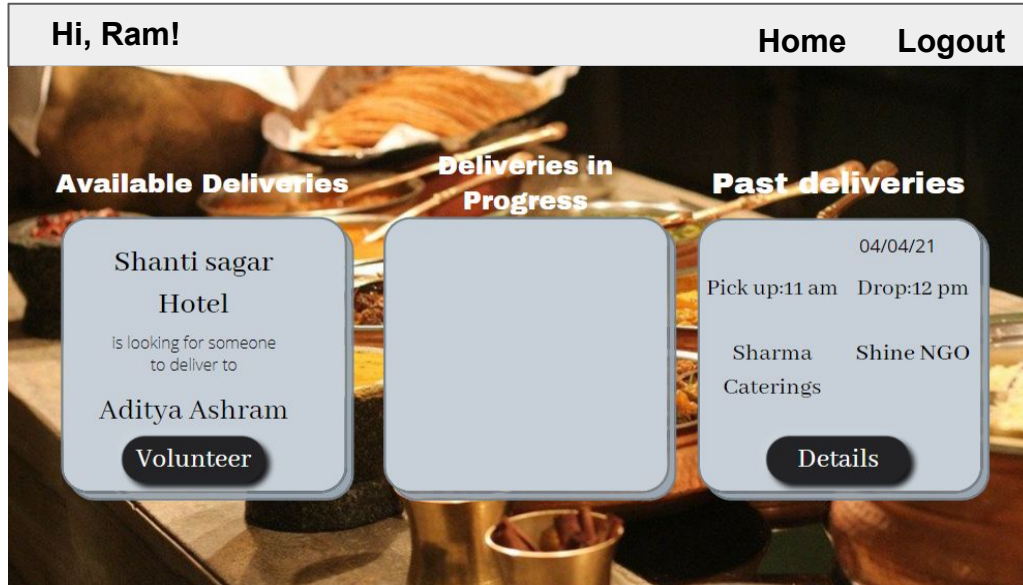 Hi, Ram!
Home Logout
Available Deliveries
Shanti sagar
Hotel
is looking for someone
to deliver to
Aditya Ashram
Volunteer
Deliveries in
Progress
Past deliveries
04/04/21
Pick up:11 am Drop:12 pm
Sharma Shine NGO
Caterings
Details